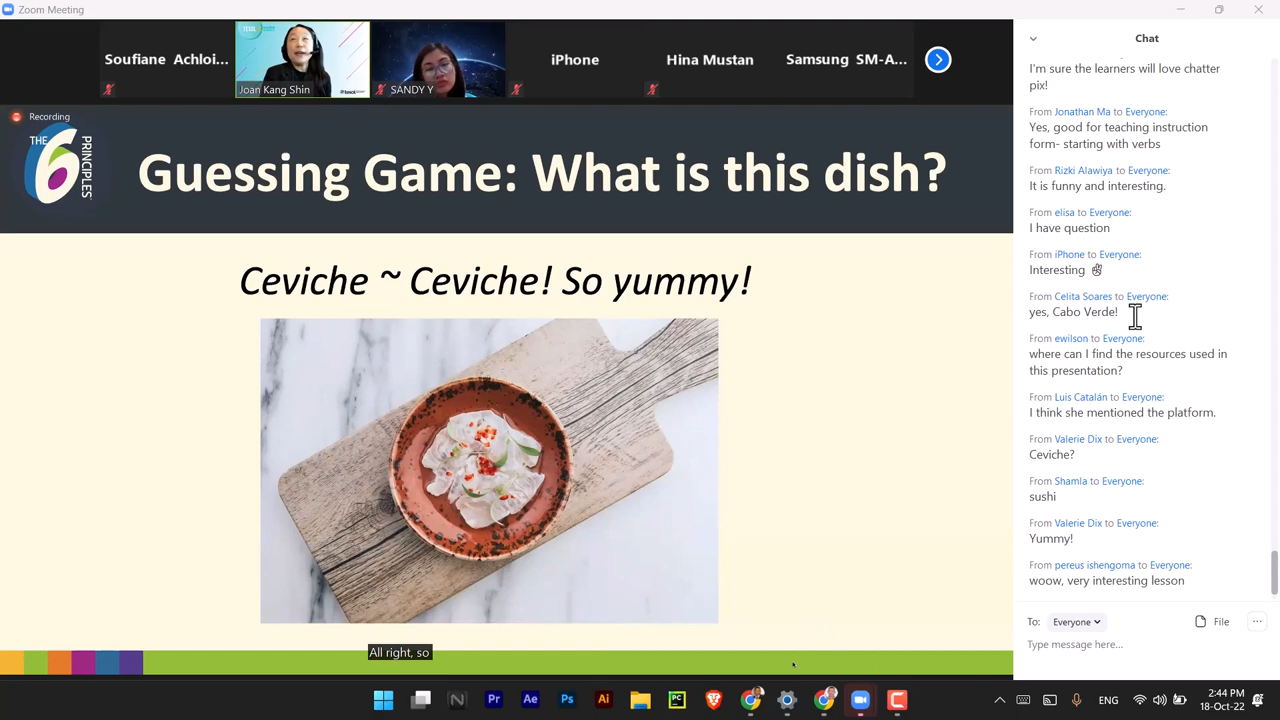 Zoom Meeting
Soufiane Achloi...
Joan Kang Shin
SANDY Y
iPhone
Hina Mustan
Samsung SM-A...
Recording
THE 6 PRINCIPLES
Guessing Game: What is this dish?
Ceviche ~ Ceviche! So yummy!
All right, so
Chat
I'm sure the learners will love chatter
pix!
From Jonathan Ma to Everyone:
Yes, good for teaching instruction
form- starting with verbs
From Rizki Alawiya to Everyone:
It is funny and interesting.
From elisa to Everyone:
I have question
From iPhone to Everyone:
Interesting ✌
From Celita Soares to Everyone:
yes, Cabo Verde!
From ewilson to Everyone:
where can I find the resources used in
this presentation?
From Luis Catalán to Everyone:
I think she mentioned the platform.
From Valerie Dix to Everyone:
Ceviche?
From Shamla to Everyone:
sushi
From Valerie Dix to Everyone:
Yummy!
From pereus ishengoma to Everyone:
woow, very interesting lesson
To: Everyone
File
Type message here...
N
Pr
Ae
Ps
Ai
PC
ENG
2:44 PM
18-Oct-22